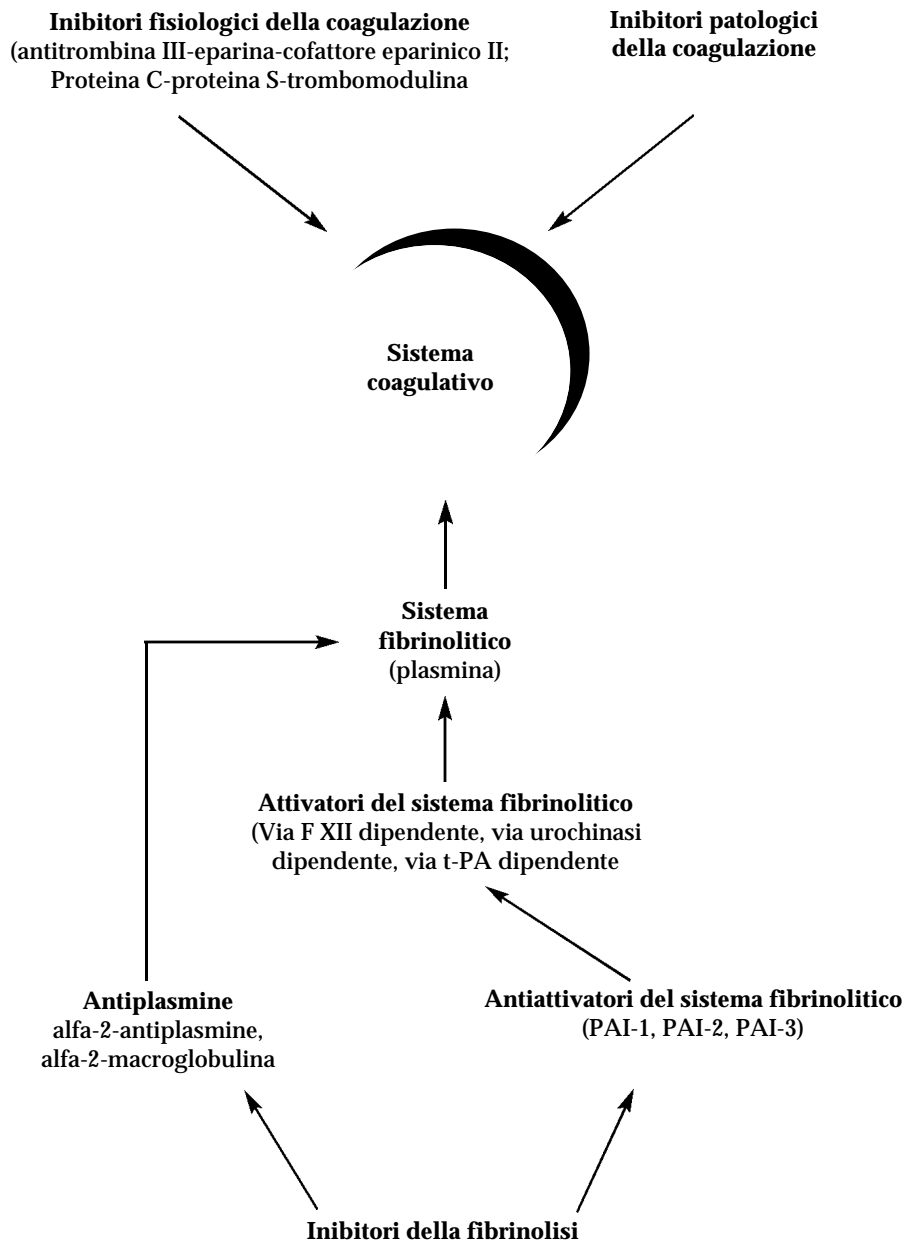 Inibitori fisiologici della coagulazione
(antitrombina III-eparina-cofattore eparinico II;
Proteina C-proteina S-trombomodulina
Inibitori patologici
della coagulazione
Sistema
coagulativo
Sistema
fibrinolitico
(plasmina)
Attivatori del sistema fibrinolitico
(Via F XII dipendente, via urochinasi
dipendente, via t-PA dipendente
Antiplasmine
alfa-2-antiplasmine,
alfa-2-macroglobulina
Antiattivatori del sistema fibrinolitico
(PAI-1, PAI-2, PAI-3)
Inibitori della fibrinolisi